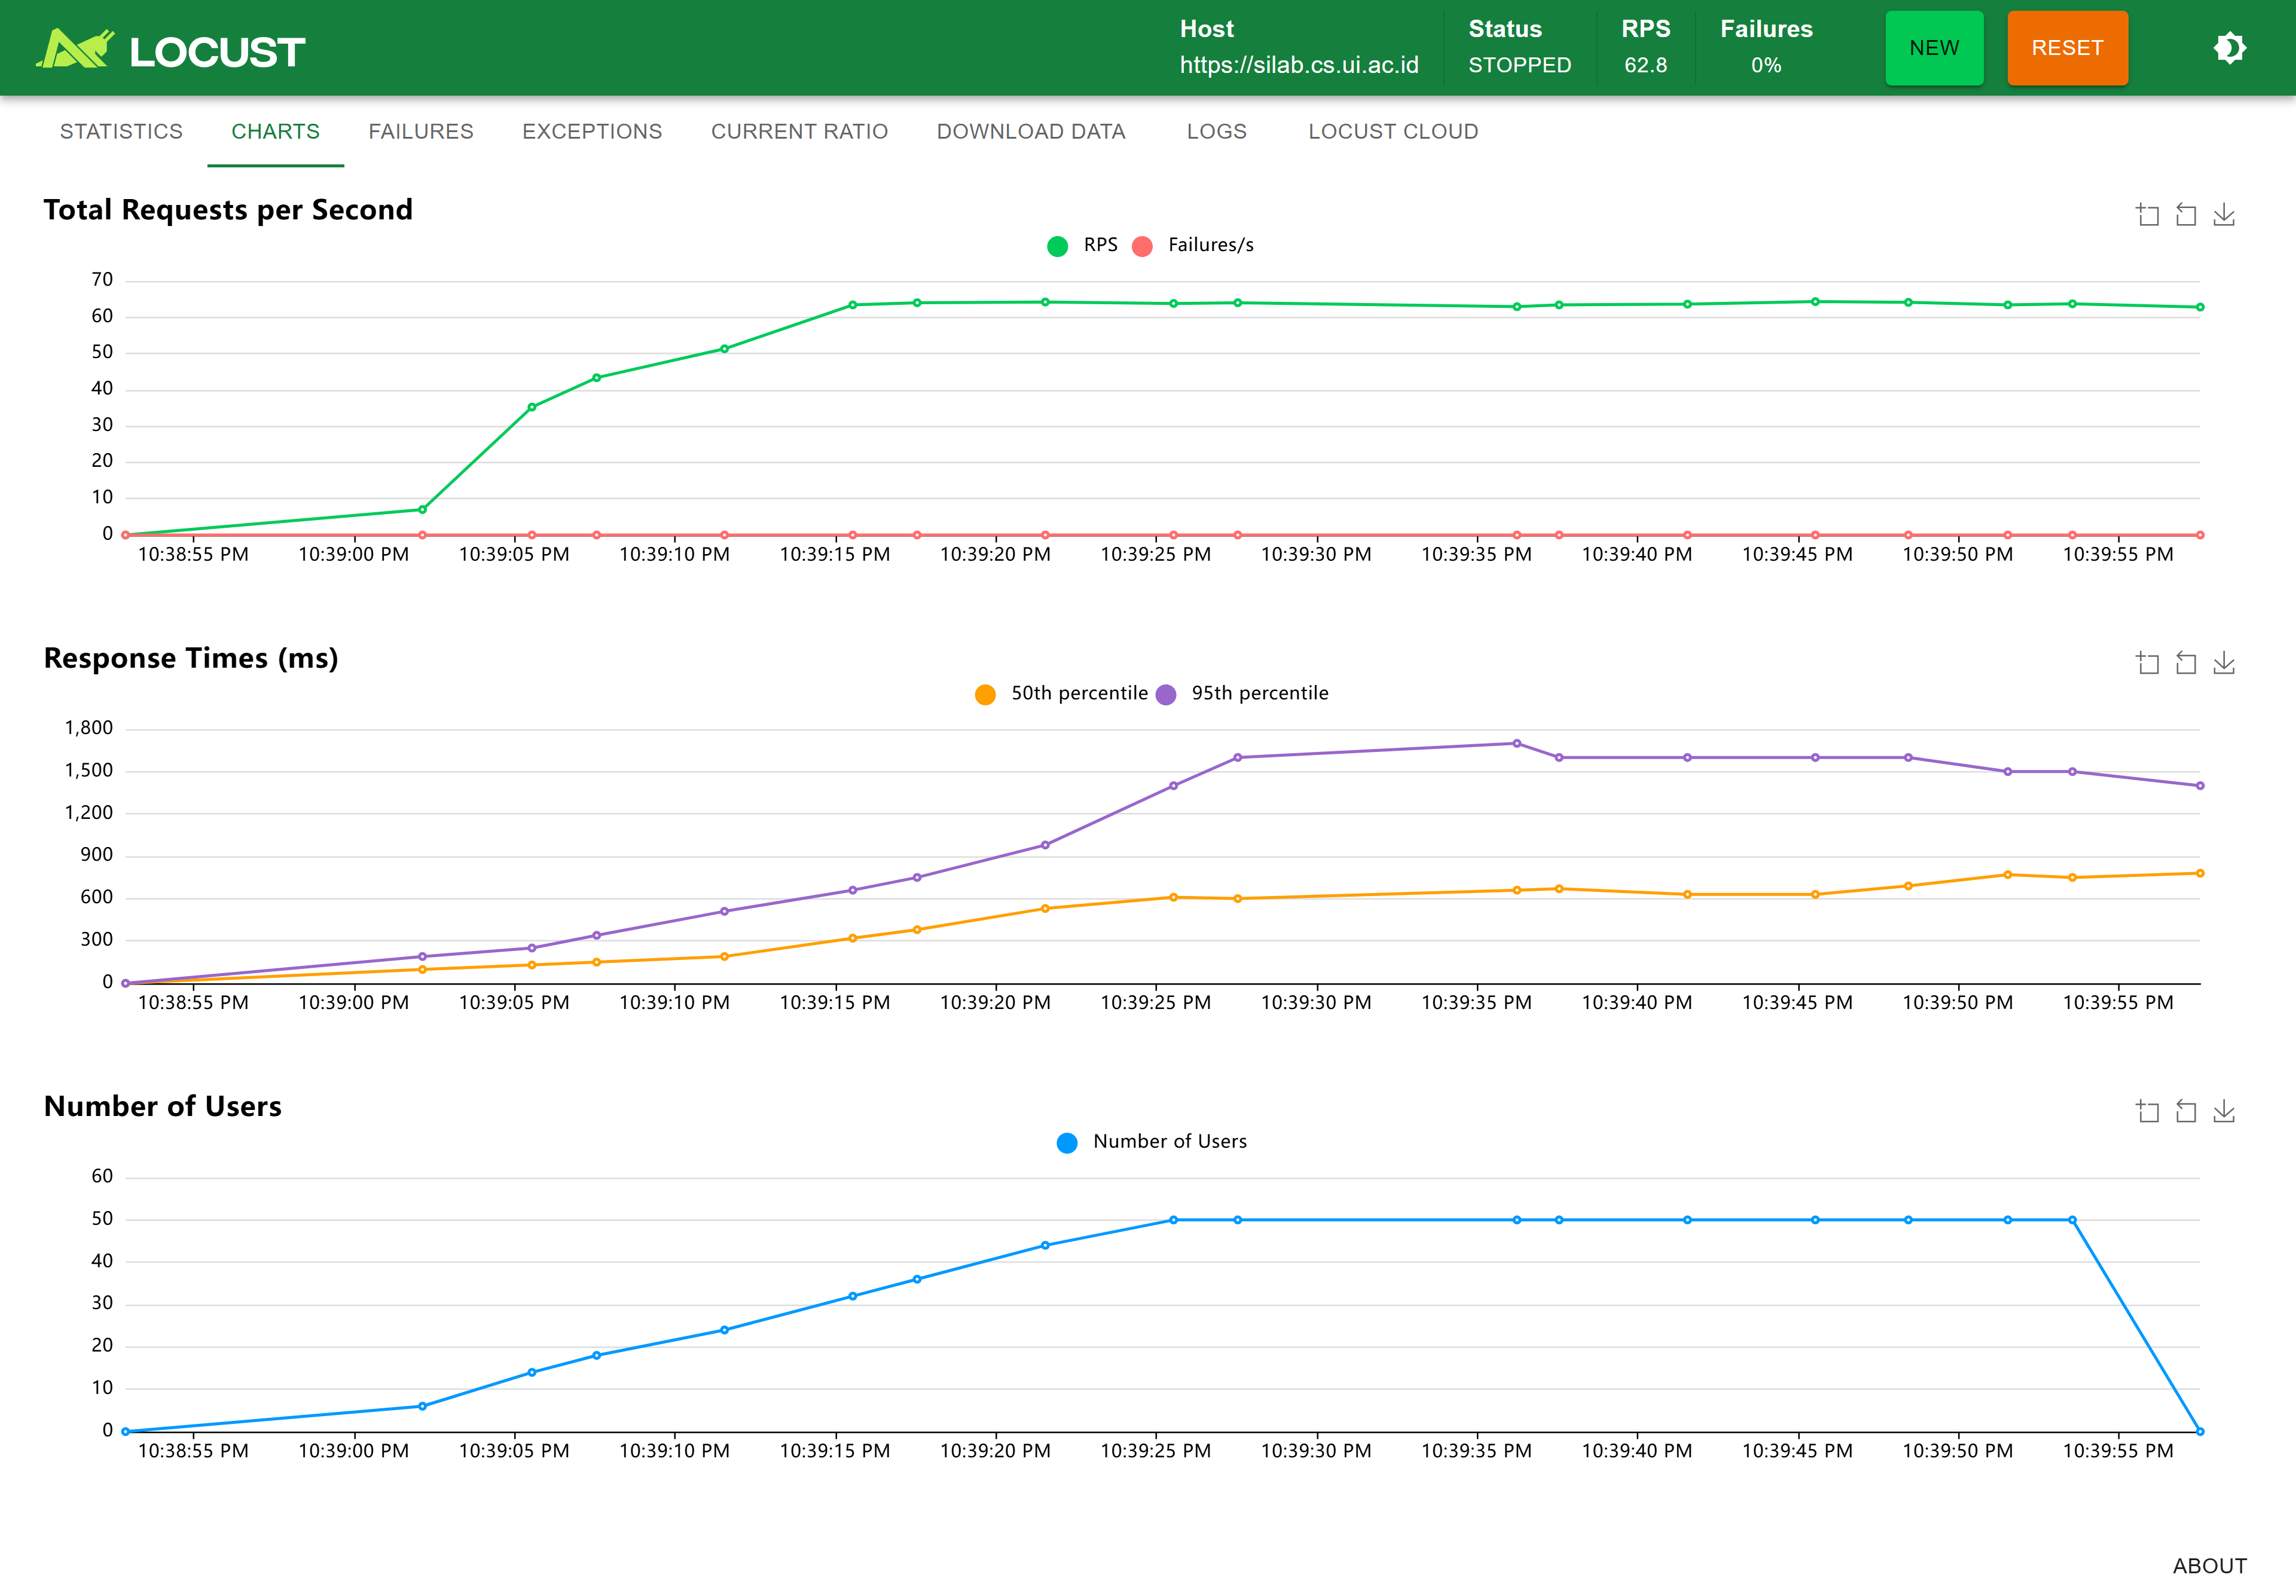 LOCUST
Host
https://silab.cs.ui.ac.id
Status
STOPPED
RPS
62.8
Failures
0%
NEW
RESET
STATISTICS CHARTS FAILURES EXCEPTIONS CURRENT RATIO DOWNLOAD DATA LOGS LOCUST CLOUD
Total Requests per Second
RPS Failures/s
70
60
50
40
30
20
10
0
10:38:55 PM 10:39:00 PM 10:39:05 PM 10:39:10 PM 10:39:15 PM 10:39:20 PM 10:39:25 PM 10:39:30 PM 10:39:35 PM 10:39:40 PM 10:39:45 PM 10:39:50 PM 10:39:55 PM
Response Times (ms)
50th percentile 95th percentile
1,800
1,500
1,200
900
600
300
0
10:38:55 PM 10:39:00 PM 10:39:05 PM 10:39:10 PM 10:39:15 PM 10:39:20 PM 10:39:25 PM 10:39:30 PM 10:39:35 PM 10:39:40 PM 10:39:45 PM 10:39:50 PM 10:39:55 PM
Number of Users
Number of Users
60
50
40
30
20
10
0
10:38:55 PM 10:39:00 PM 10:39:05 PM 10:39:10 PM 10:39:15 PM 10:39:20 PM 10:39:25 PM 10:39:30 PM 10:39:35 PM 10:39:40 PM 10:39:45 PM 10:39:50 PM 10:39:55 PM
ABOUT